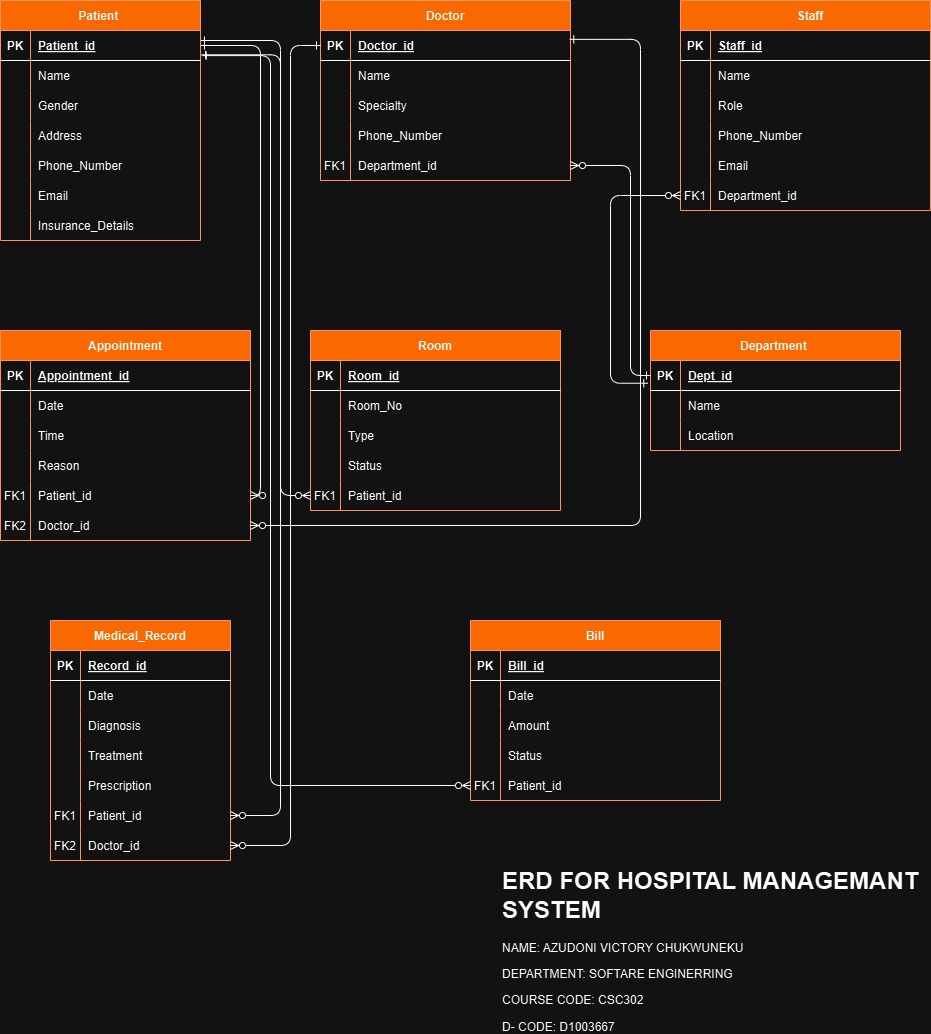 Patient
PK Patient_id
Name
Gender
Address
Phone_Number
Email
Insurance_Details
Doctor
PK Doctor_id
Name
Specialty
Phone_Number
FK1 Department_id
Staff
PK Staff_id
Name
Role
Phone_Number
Email
FK1 Department_id
Appointment
PK Appointment_id
Date
Time
Reason
FK1 Patient_id
FK2 Doctor_id
Room
PK Room_id
Room_No
Type
Status
FK1 Patient_id
Department
PK Dept_id
Name
Location
Medical_Record
PK Record_id
Date
Diagnosis
Treatment
Prescription
FK1 Patient_id
FK2 Doctor_id
Bill
PK Bill_id
Date
Amount
Status
FK1 Patient_id
ERD FOR HOSPITAL MANAGEMANT
SYSTEM
NAME: AZUDONI VICTORY CHUKWUNEKU
DEPARTMENT: SOFTARE ENGINERRING
COURSE CODE: CSC302
D- CODE: D1003667